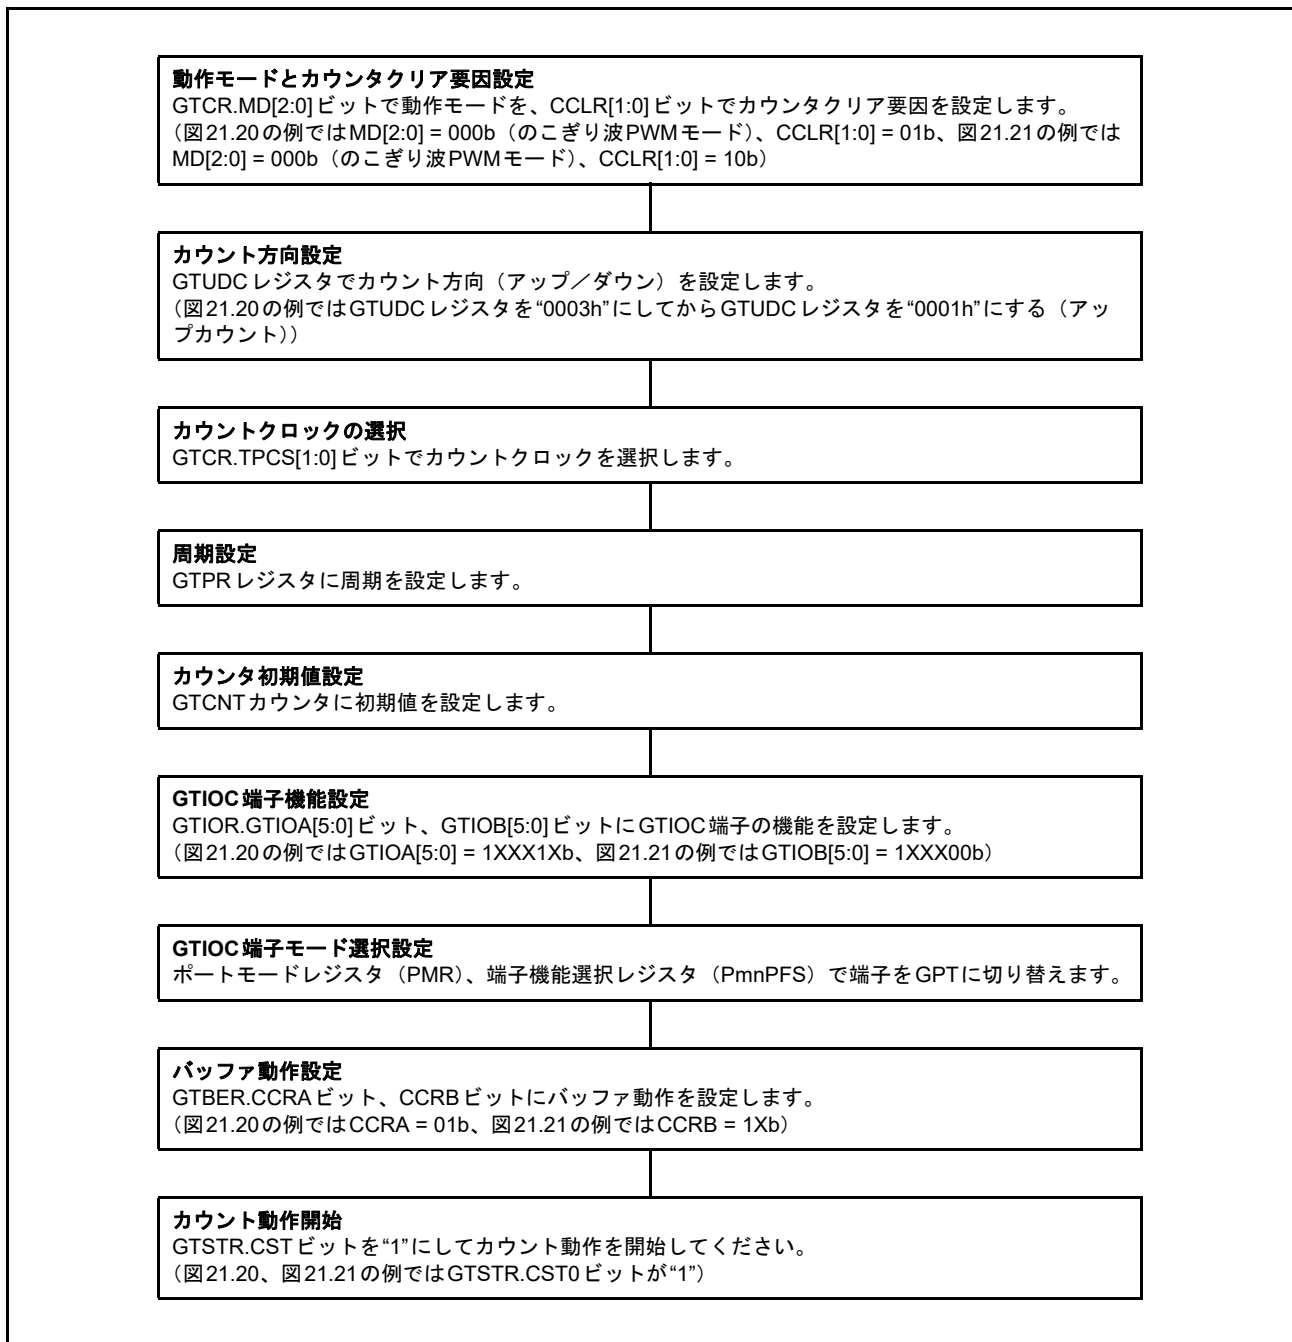 動作モードとカウンタクリア要因設定
GTCR.MD[2:0]ビットで動作モードを、CCLR[1:0]ビットでカウンタクリア要因を設定します。
（図21.20の例ではMD[2:0] = 000b（のこぎり波PWMモード）、CCLR[1:0] = 01b、図21.21の例では
MD[2:0] = 000b（のこぎり波PWMモード）、CCLR[1:0] = 10b）
カウント方向設定
GTUDCレジスタでカウント方向（アップ／ダウン）を設定します。
（図21.20の例ではGTUDCレジスタを“0003h”にしてからGTUDCレジスタを“0001h”にする（アッ
プカウント））
カウントクロックの選択
GTCR.TPCS[1:0]ビットでカウントクロックを選択します。
周期設定
GTPRレジスタに周期を設定します。
カウンタ初期値設定
GTCNTカウンタに初期値を設定します。
GTIOC端子機能設定
GTIOR.GTIOA[5:0]ビット、GTIOB[5:0]ビットにGTIOC端子の機能を設定します。
（図21.20の例ではGTIOA[5:0] = 1XXX1Xb、図21.21の例ではGTIOB[5:0] = 1XXX00b）
GTIOC端子モード選択設定
ポートモードレジスタ（PMR）、端子機能選択レジスタ（PmnPFS）で端子をGPTに切り替えます。
バッファ動作設定
GTBER.CCRAビット、CCRBビットにバッファ動作を設定します。
（図21.20の例ではCCRA = 01b、図21.21の例ではCCRB = 1Xb）
カウント動作開始
GTSTR.CSTビットを“1”にしてカウント動作を開始してください。
（図21.20、図21.21の例ではGTSTR.CST0ビットが“1”）